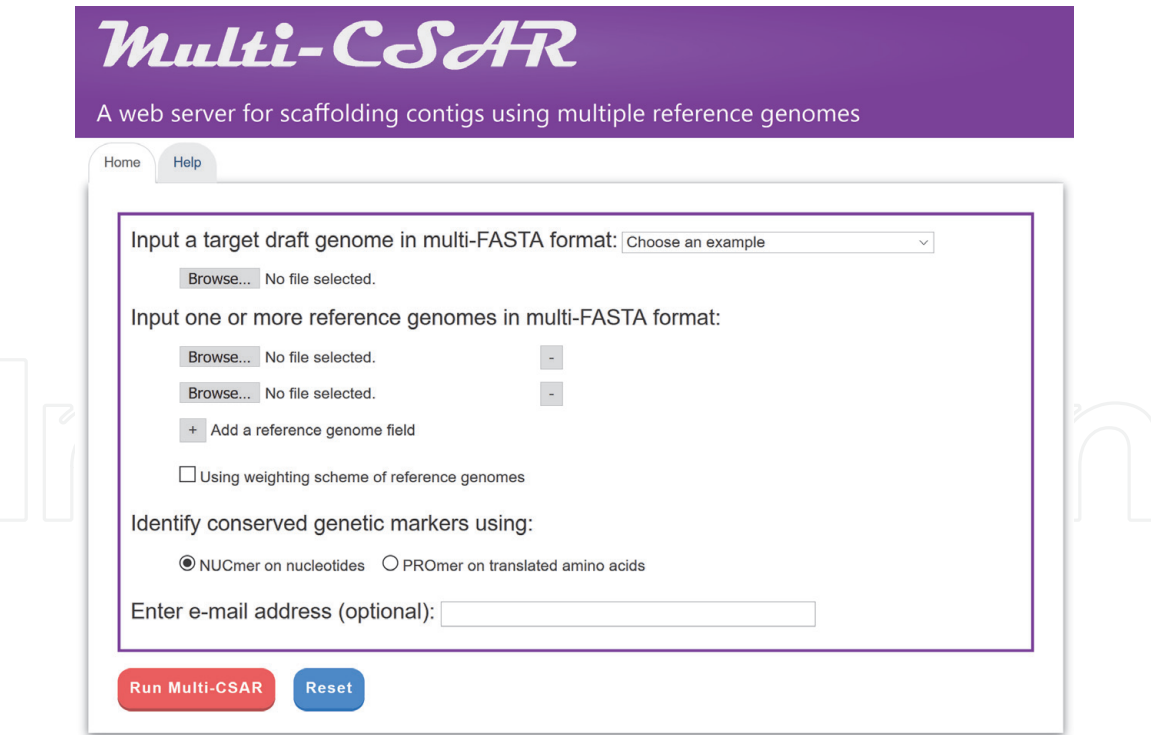 Multi-CSAR
A web server for scaffolding contigs using multiple reference genomes
Home Help
Input a target draft genome in multi-FASTA format: Choose an example
Browse... No file selected.
Input one or more reference genomes in multi-FASTA format:
Browse... No file selected. -
Browse... No file selected. -
+ Add a reference genome field
Using weighting scheme of reference genomes
Identify conserved genetic markers using:
NUCmer on nucleotides PROmer on translated amino acids
Enter e-mail address (optional):
Run Multi-CSAR Reset